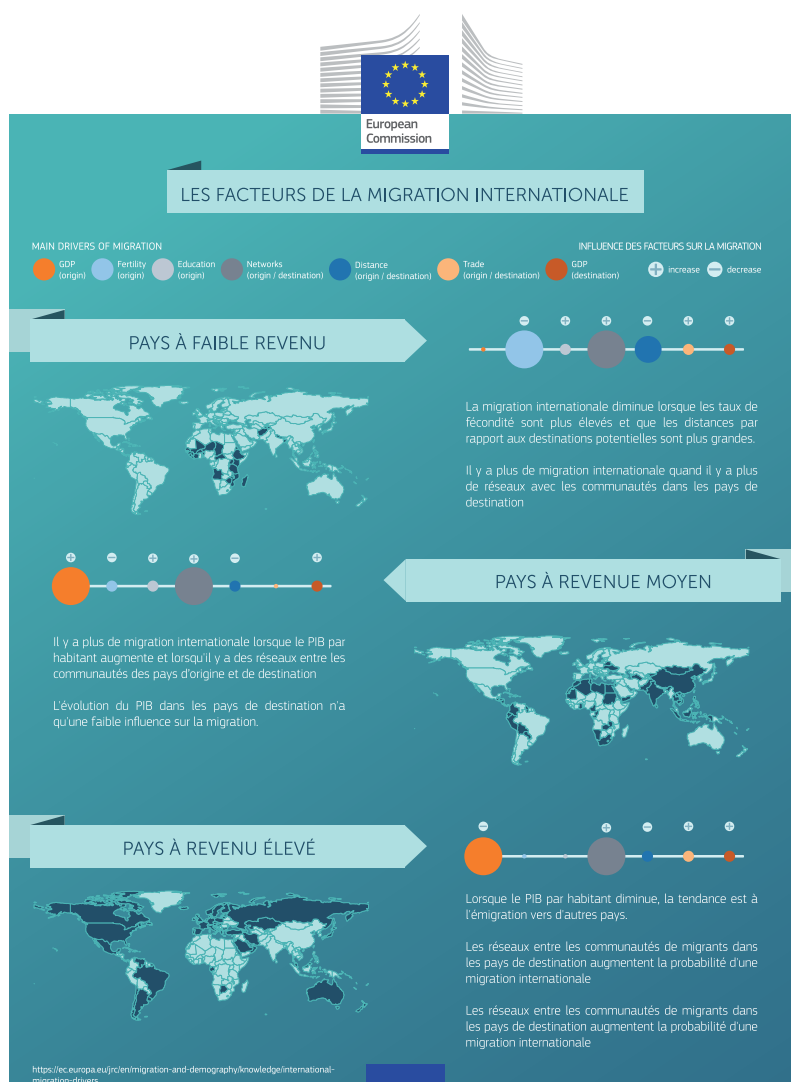 European
Commission
LES FACTEURS DE LA MIGRATION INTERNATIONALE
MAIN DRIVERS OF MIGRATION
INFLUENCE DES FACTEURS SUR LA MIGRATION
GDP
(origin)
Fertility
(origin)
Education
(origin)
Networks
(origin / destination)
Distance
(origin / destination)
Trade
(origin / destination)
GDP
(destination)
+ increase
− decrease
PAYS À FAIBLE REVENU
− + + − + +
La migration internationale diminue lorsque les taux de
fécondité sont plus élevés et que les distances par
rapport aux destinations potentielles sont plus grandes.
Il y a plus de migration internationale quand il y a plus
de réseaux avec les communautés dans les pays de
destination
+ − + + − +
PAYS À REVENUE MOYEN
Il y a plus de migration internationale lorsque le PIB par
habitant augmente et lorsqu'il y a des réseaux entre les
communautés des pays d'origine et de destination
L'évolution du PIB dans les pays de destination n'a
qu'une faible influence sur la migration.
PAYS À REVENU ÉLEVÉ
− + − + +
Lorsque le PIB par habitant diminue, la tendance est à
l'émigration vers d'autres pays.
Les réseaux entre les communautés de migrants dans
les pays de destination augmentent la probabilité d'une
migration internationale
Les réseaux entre les communautés de migrants dans
les pays de destination augmentent la probabilité d'une
migration internationale
https://ec.europa.eu/jrc/en/migration-and-demography/knowledge/international-
migration-drivers